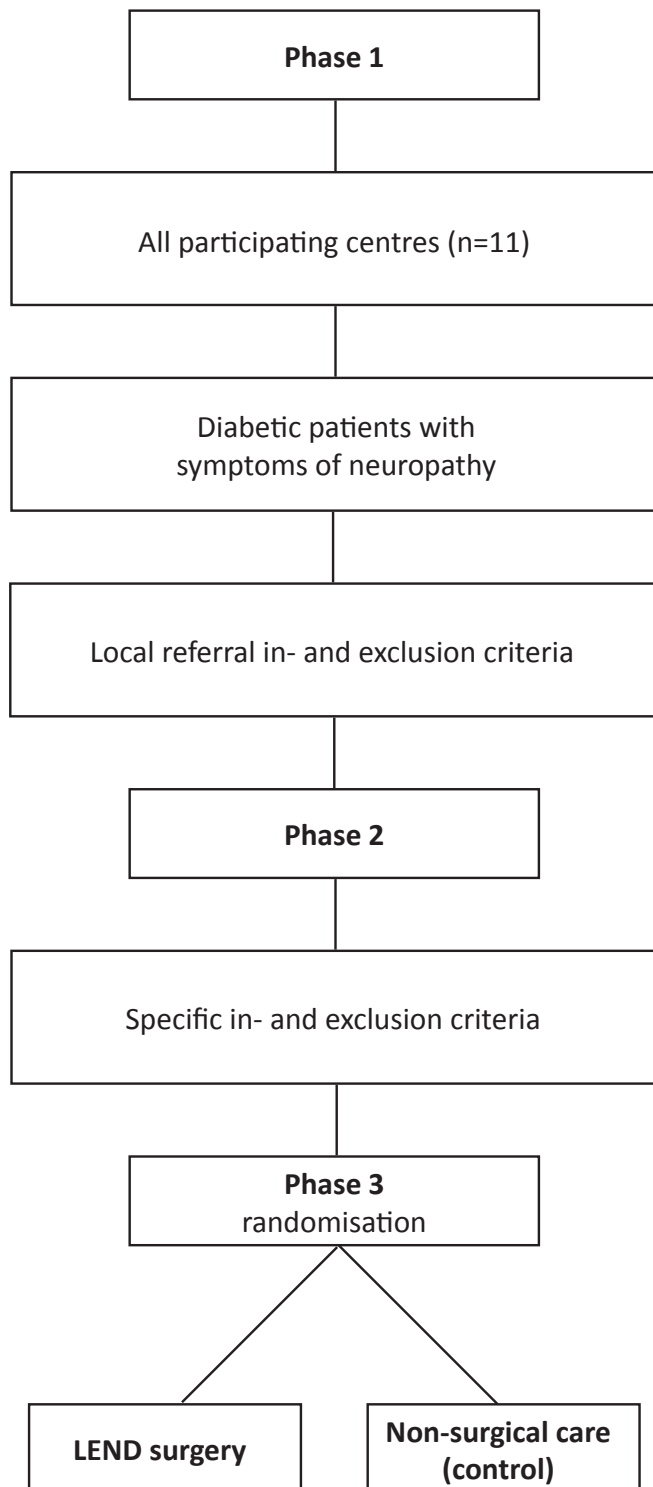 Phase 1
All participating centres (n=11)
Diabetic patients with
symptoms of neuropathy
Local referral in- and exclusion criteria
Phase 2
Specific in- and exclusion criteria
Phase 3
randomisation
LEND surgery
Non-surgical care
(control)